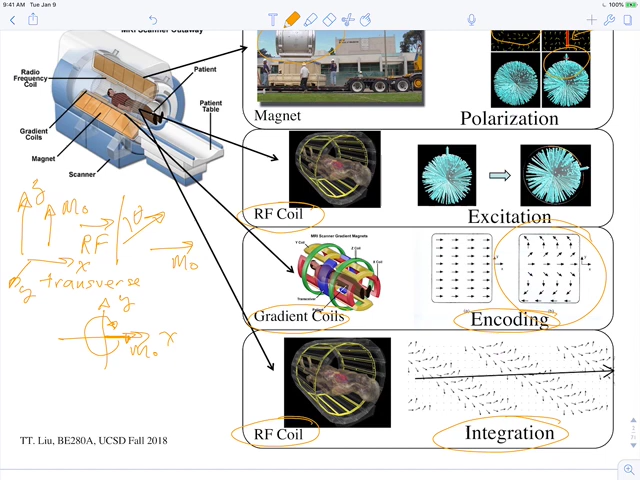 9:41 AM Tue Jan 9
100%
MRI Scanner Cutaway
Radio
Frequency
Coil
Patient
Patient
Table
Gradient
Coils
Magnet
Scanner
Magnet
Polarization
RF Coil
Excitation
MRI Scanner Gradient Magnets
Y Coil
Z Coil
X Coil
Transceiver
Gradient Coils
Encoding
RF Coil
Integration
M₀
RF
θ
M₀
x
y
transverse
y
x
M₀
TT. Liu, BE280A, UCSD Fall 2018